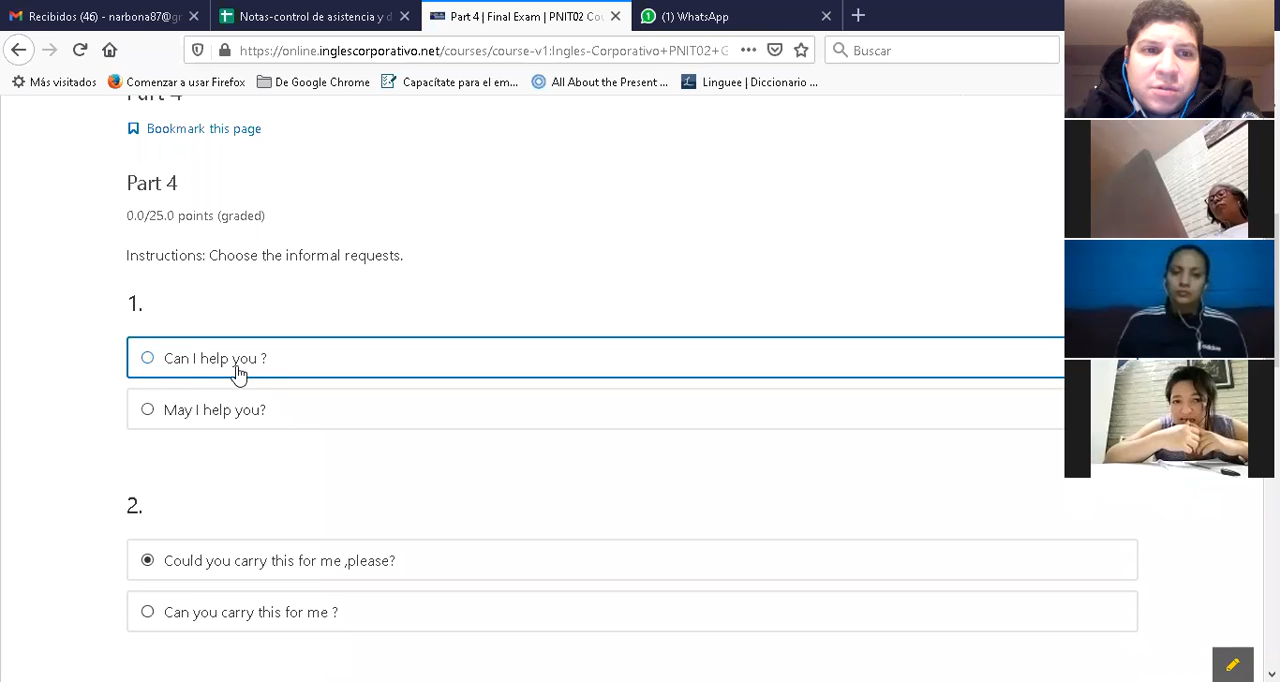 Recibidos (46) - narbona87@gr
Notas-control de asistencia y d
Part 4 | Final Exam | PNIT02 Co
(1) WhatsApp
https://online.inglescorporativo.net/courses/course-v1:Ingles-Corporativo+PNIT02+G
Buscar
Más visitados
Comenzar a usar Firefox
De Google Chrome
Capacítate para el em...
All About the Present ...
Linguee | Diccionario ...
Part 4
Bookmark this page
Part 4
0.0/25.0 points (graded)
Instructions: Choose the informal requests.
1.
Can I help you ?
May I help you?
2.
Could you carry this for me ,please?
Can you carry this for me ?